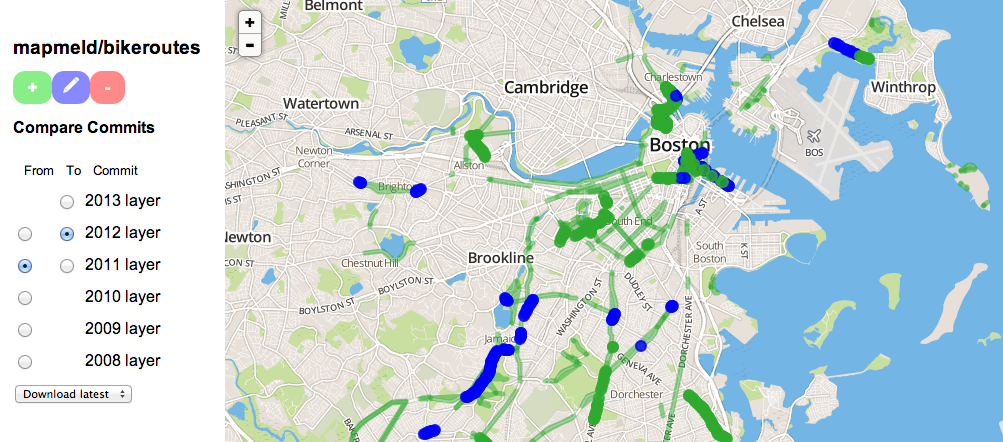 mapmeld/bikeroutes
+
-
Compare Commits
From To Commit
2013 layer
2012 layer
2011 layer
2010 layer
2009 layer
2008 layer
Download latest
+
-
Belmont
Chelsea
Charlestown
Winthrop
Cambridge
Watertown
PLEASANT ST
ARSENAL ST
Newton
Corner
Allston
Boston
BOS
WASHINGTON ST
Brighton
A ST
South End
Newton
Brookline
South
Boston
K ST
Chestnut Hill
BOYLSTON ST
BOYLSTON ST
DUDLEY ST
WASHINGTON ST
DORCHESTER AVE
Jamaic
GENEVA AVE
Dorchester